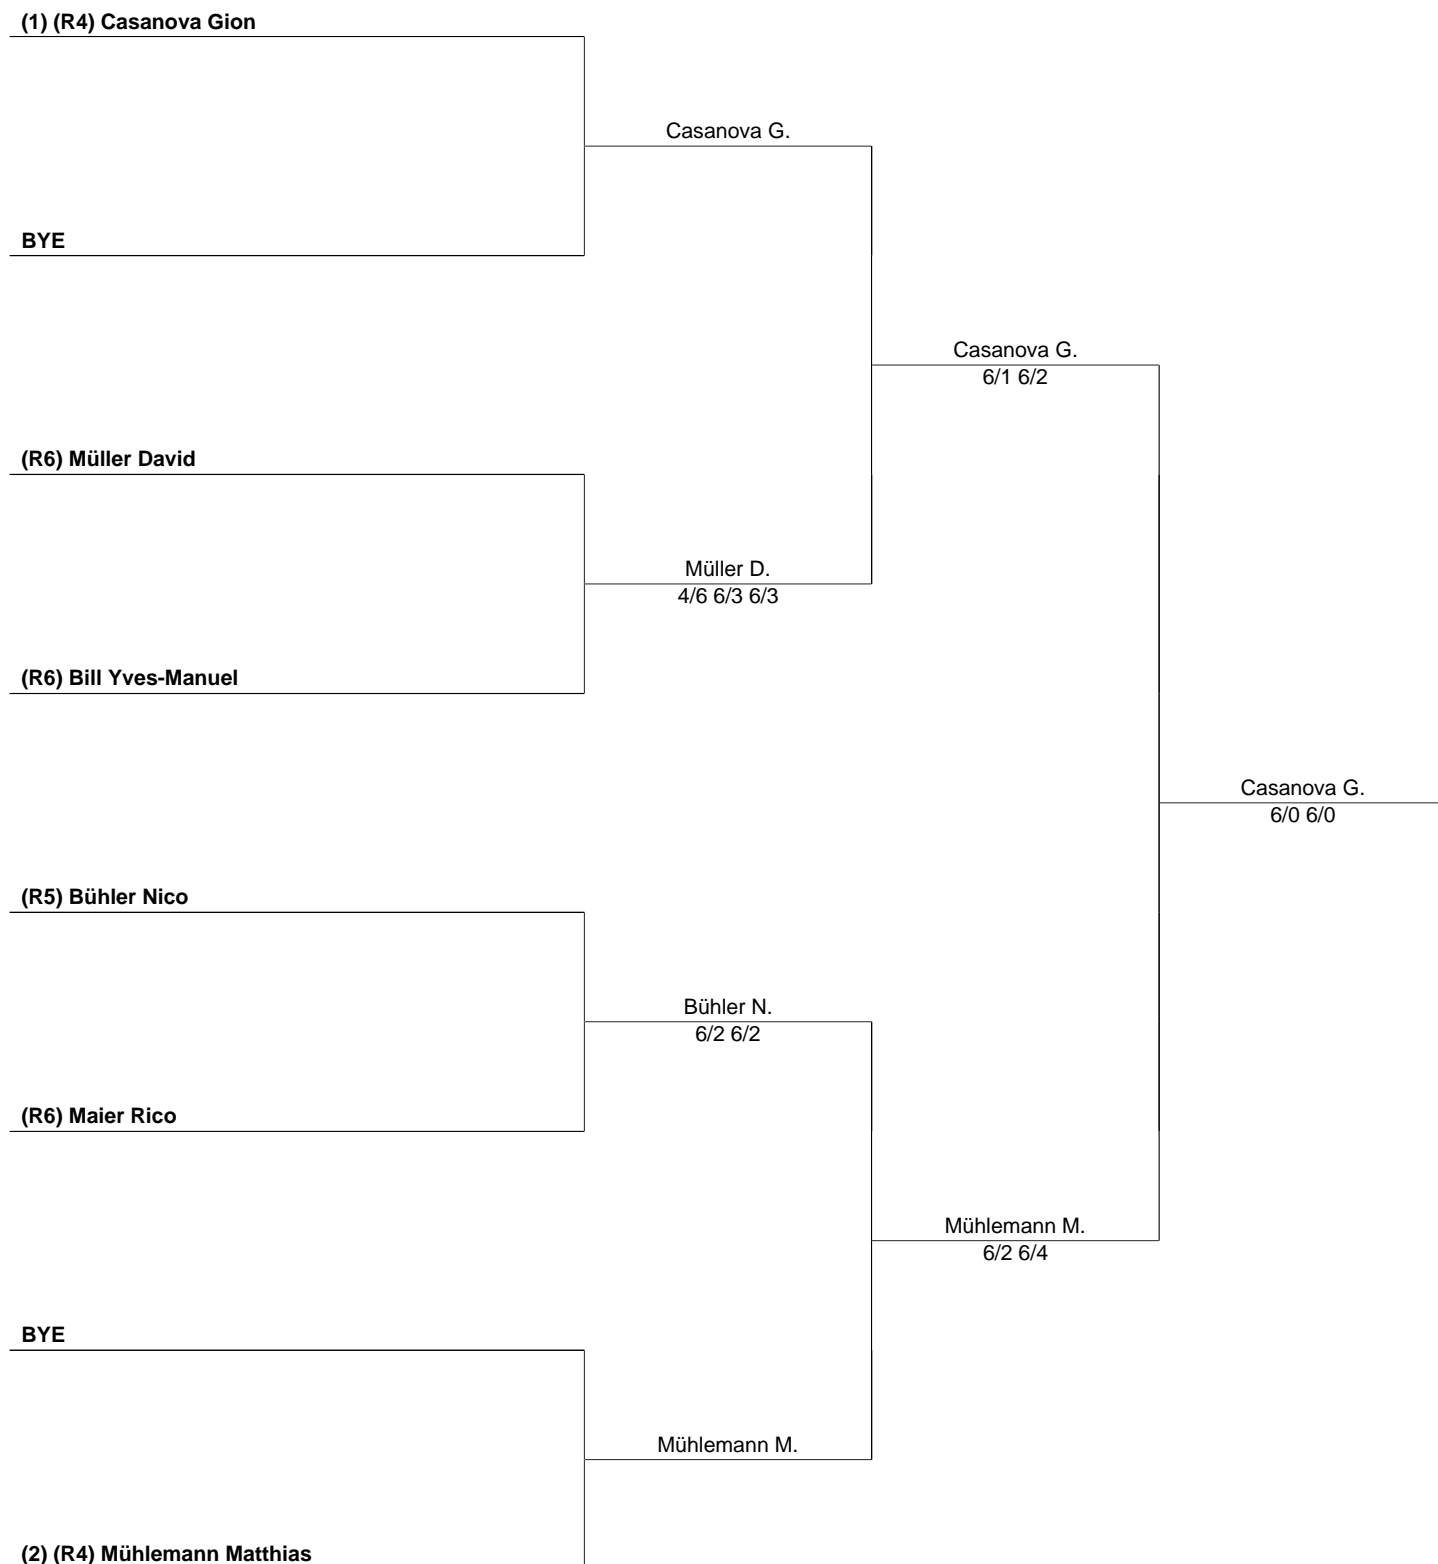 (1) (R4) Casanova Gion
Casanova G.
BYE
Casanova G.
6/1 6/2
(R6) Müller David
Müller D.
4/6 6/3 6/3
(R6) Bill Yves-Manuel
Casanova G.
6/0 6/0
(R5) Bühler Nico
Bühler N.
6/2 6/2
(R6) Maier Rico
Mühlemann M.
6/2 6/4
BYE
Mühlemann M.
(2) (R4) Mühlemann Matthias